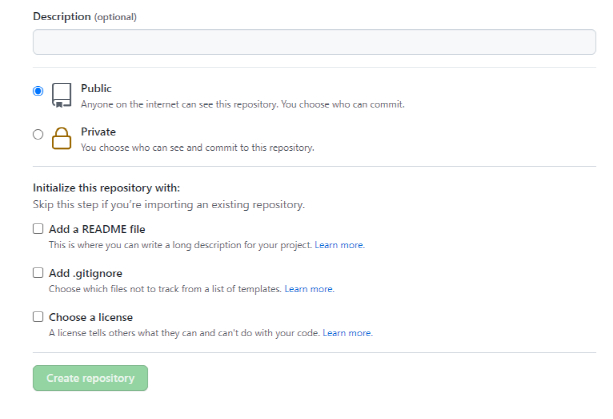 Description (optional)
Public
Anyone on the internet can see this repository. You choose who can commit.
Private
You choose who can see and commit to this repository.
Initialize this repository with:
Skip this step if you're importing an existing repository.
Add a README file
This is where you can write a long description for your project. Learn more.
Add .gitignore
Choose which files not to track from a list of templates. Learn more.
Choose a license
A license tells others what they can and can't do with your code. Learn more.
Create repository